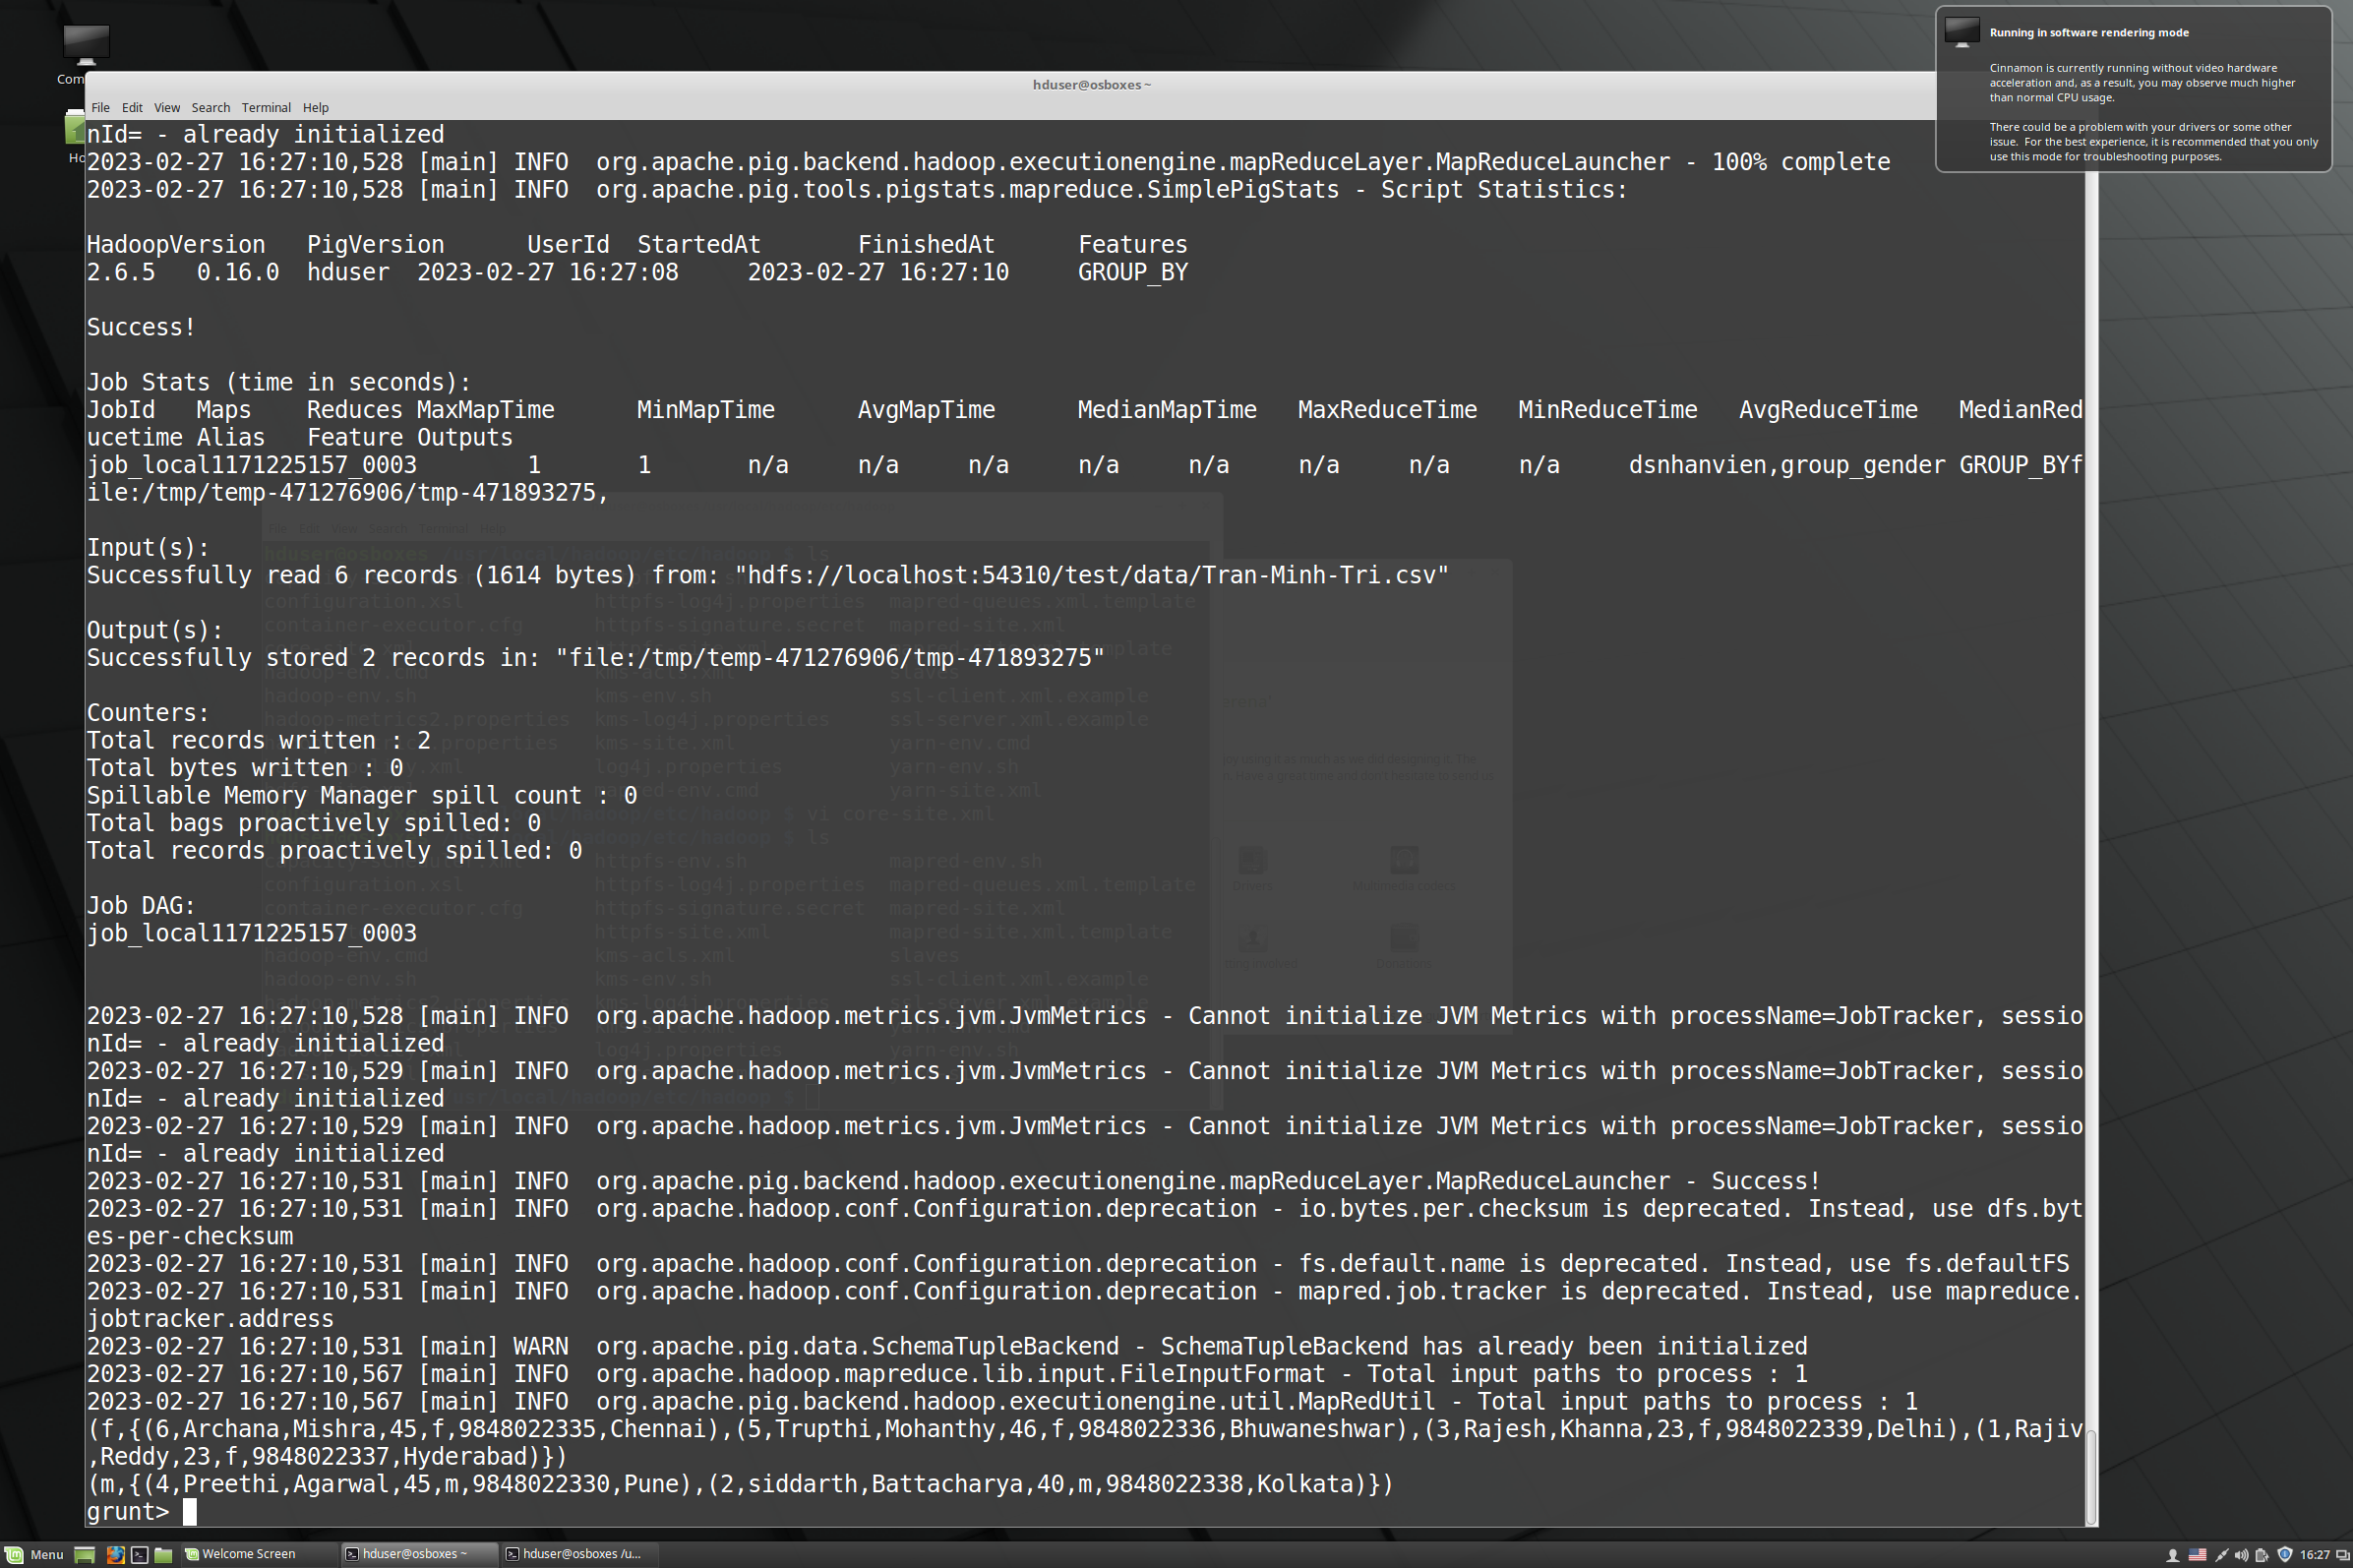 Running in software rendering mode
Cinnamon is currently running without video hardware
acceleration and, as a result, you may observe much higher
than normal CPU usage.
There could be a problem with your drivers or some other
issue.  For the best experience, it is recommended that you only
use this mode for troubleshooting purposes.
hduser@osboxes ~
File Edit View Search Terminal Help
nId= - already initialized
2023-02-27 16:27:10,528 [main] INFO  org.apache.pig.backend.hadoop.executionengine.mapReduceLayer.MapReduceLauncher - 100% complete
2023-02-27 16:27:10,528 [main] INFO  org.apache.pig.tools.pigstats.mapreduce.SimplePigStats - Script Statistics:
HadoopVersion   PigVersion      UserId  StartedAt       FinishedAt      Features
2.6.5   0.16.0  hduser  2023-02-27 16:27:08     2023-02-27 16:27:10     GROUP_BY
Success!
Job Stats (time in seconds):
JobId   Maps    Reduces MaxMapTime      MinMapTime      AvgMapTime      MedianMapTime   MaxReduceTime   MinReduceTime   AvgReduceTime   MedianRed
ucetime Alias   Feature Outputs
job_local1171225157_0003        1       1       n/a     n/a     n/a     n/a     n/a     n/a     n/a     n/a     dsnhanvien,group_gender GROUP_BYf
ile:/tmp/temp-471276906/tmp-471893275,
Input(s):
Successfully read 6 records (1614 bytes) from: "hdfs://localhost:54310/test/data/Tran-Minh-Tri.csv"
Output(s):
Successfully stored 2 records in: "file:/tmp/temp-471276906/tmp-471893275"
Counters:
Total records written : 2
Total bytes written : 0
Spillable Memory Manager spill count : 0
Total bags proactively spilled: 0
Total records proactively spilled: 0
Job DAG:
job_local1171225157_0003
2023-02-27 16:27:10,528 [main] INFO  org.apache.hadoop.metrics.jvm.JvmMetrics - Cannot initialize JVM Metrics with processName=JobTracker, sessio
nId= - already initialized
2023-02-27 16:27:10,529 [main] INFO  org.apache.hadoop.metrics.jvm.JvmMetrics - Cannot initialize JVM Metrics with processName=JobTracker, sessio
nId= - already initialized
2023-02-27 16:27:10,529 [main] INFO  org.apache.hadoop.metrics.jvm.JvmMetrics - Cannot initialize JVM Metrics with processName=JobTracker, sessio
nId= - already initialized
2023-02-27 16:27:10,531 [main] INFO  org.apache.pig.backend.hadoop.executionengine.mapReduceLayer.MapReduceLauncher - Success!
2023-02-27 16:27:10,531 [main] INFO  org.apache.hadoop.conf.Configuration.deprecation - io.bytes.per.checksum is deprecated. Instead, use dfs.byt
es-per-checksum
2023-02-27 16:27:10,531 [main] INFO  org.apache.hadoop.conf.Configuration.deprecation - fs.default.name is deprecated. Instead, use fs.defaultFS
2023-02-27 16:27:10,531 [main] INFO  org.apache.hadoop.conf.Configuration.deprecation - mapred.job.tracker is deprecated. Instead, use mapreduce.
jobtracker.address
2023-02-27 16:27:10,531 [main] WARN  org.apache.pig.data.SchemaTupleBackend - SchemaTupleBackend has already been initialized
2023-02-27 16:27:10,567 [main] INFO  org.apache.hadoop.mapreduce.lib.input.FileInputFormat - Total input paths to process : 1
2023-02-27 16:27:10,567 [main] INFO  org.apache.pig.backend.hadoop.executionengine.util.MapRedUtil - Total input paths to process : 1
(f,{(6,Archana,Mishra,45,f,9848022335,Chennai),(5,Trupthi,Mohanthy,46,f,9848022336,Bhuwaneshwar),(3,Rajesh,Khanna,23,f,9848022339,Delhi),(1,Rajiv
,Reddy,23,f,9848022337,Hyderabad)})
(m,{(4,Preethi,Agarwal,45,m,9848022330,Pune),(2,siddarth,Battacharya,40,m,9848022338,Kolkata)})
grunt>
Menu
Welcome Screen
hduser@osboxes ~
hduser@osboxes /u...
16:27